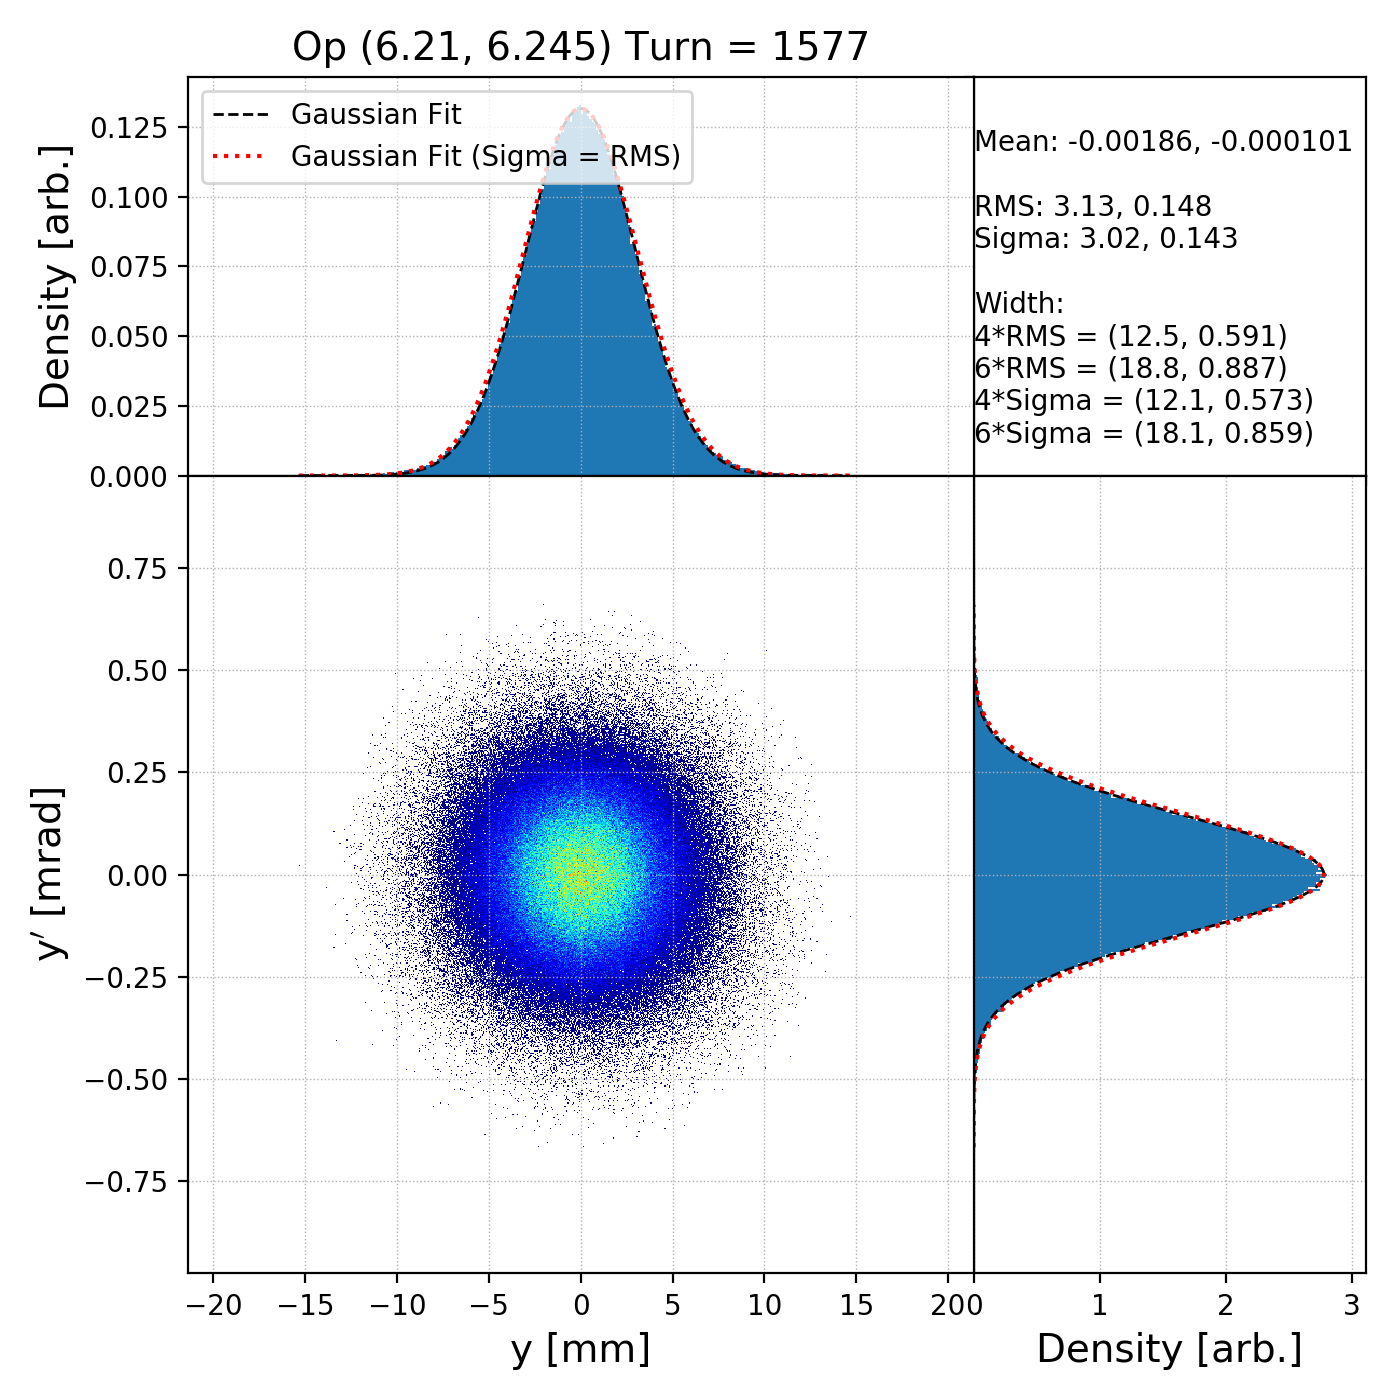 Op (6.21, 6.245) Turn = 1577
Gaussian Fit
Gaussian Fit (Sigma = RMS)
Density [arb.]
0.125
0.100
0.075
0.050
0.025
0.000
Mean: -0.00186, -0.000101
RMS: 3.13, 0.148
Sigma: 3.02, 0.143
Width:
4*RMS = (12.5, 0.591)
6*RMS = (18.8, 0.887)
4*Sigma = (12.1, 0.573)
6*Sigma = (18.1, 0.859)
y′ [mrad]
0.75
0.50
0.25
0.00
−0.25
−0.50
−0.75
−20 −15 −10 −5 0 5 10 15 20
y [mm]
0 1 2 3
Density [arb.]